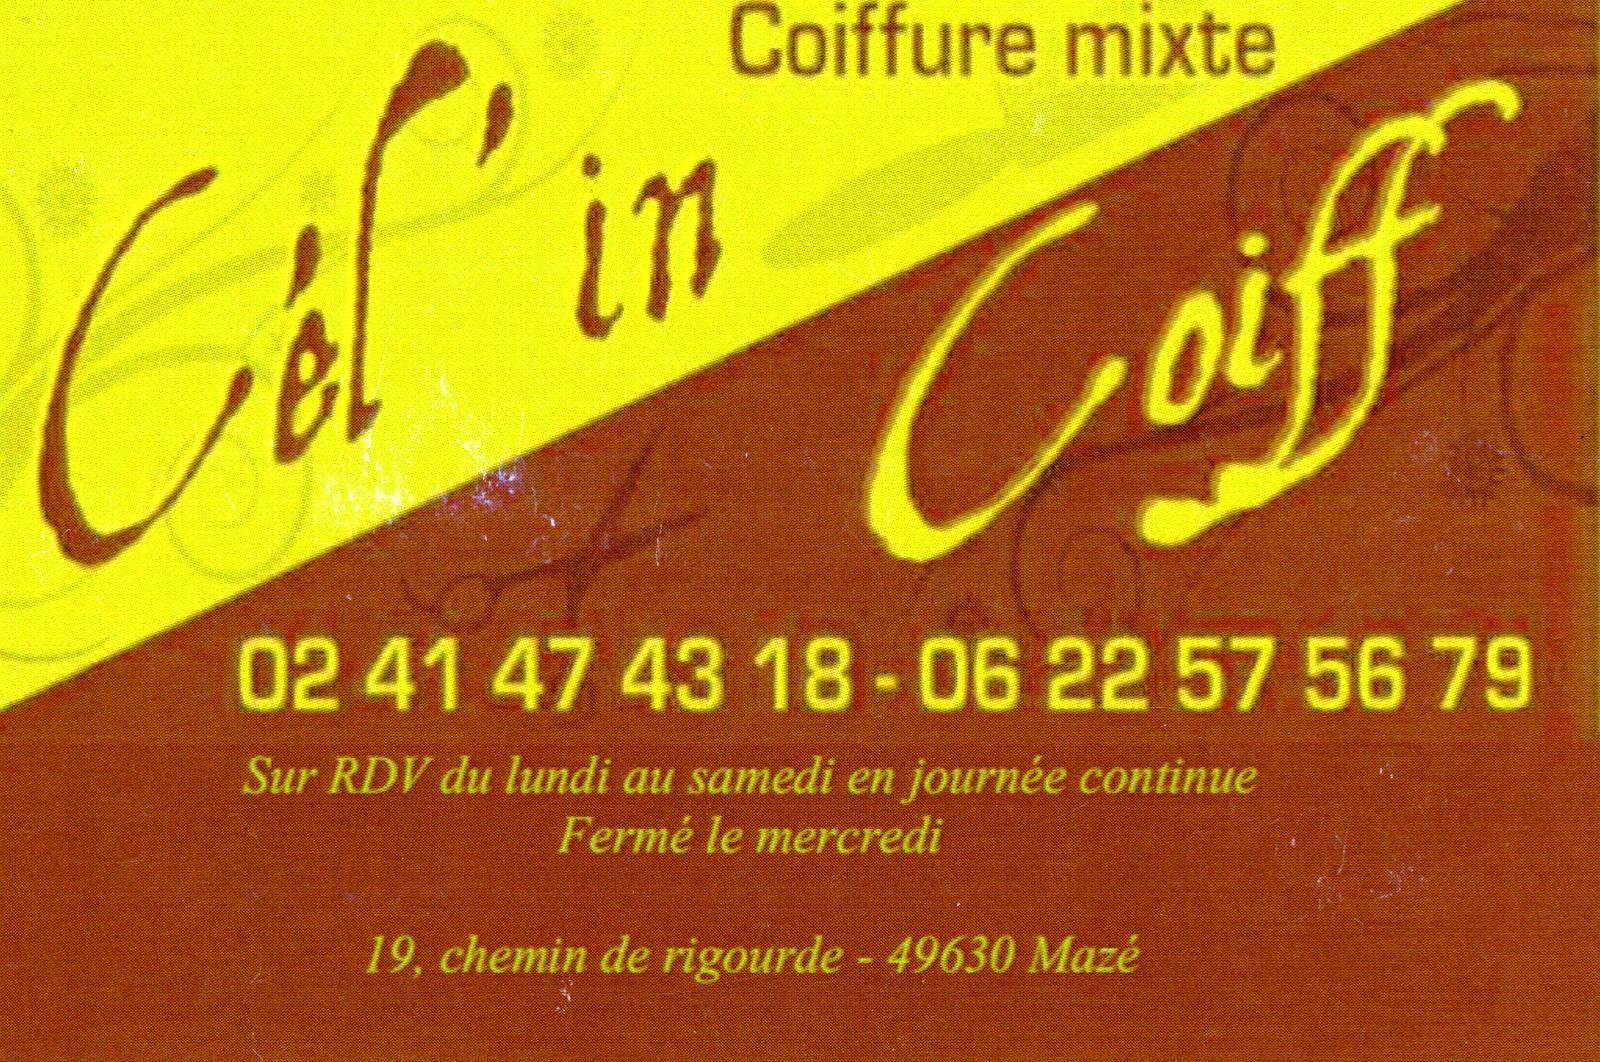 Coiffure mixte
Cél'in
Coiff
02 41 47 43 18 - 06 22 57 56 79
Sur RDV du lundi au samedi en journée continue
Fermé le mercredi
19, chemin de rigourde - 49630 Mazé